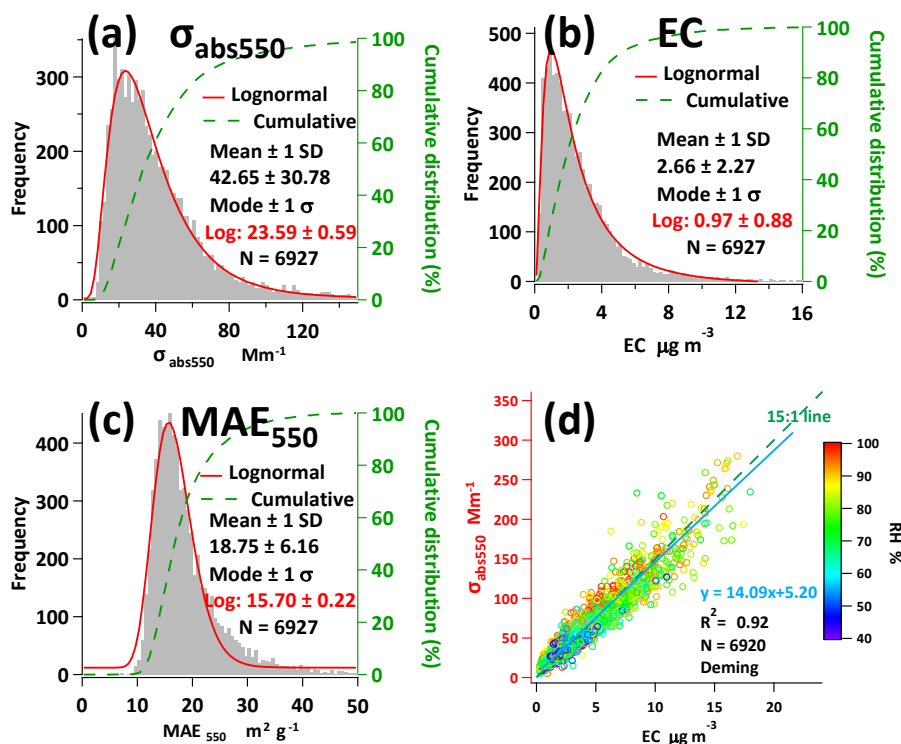 (a) σabs550
Frequency
300
200
100
0
0 40 80 120
σ abs550 Mm-1
100
80
60
40
20
0
Cumulative distribution (%)
Lognormal
Cumulative
Mean ± 1 SD
42.65 ± 30.78
Mode ± 1 σ
Log: 23.59 ± 0.59
N = 6927
(b) EC
Frequency
500
400
300
200
100
0
0 4 8 12 16
EC μg m-3
100
80
60
40
20
0
Cumulative distribution (%)
Lognormal
Cumulative
Mean ± 1 SD
2.66 ± 2.27
Mode ± 1 σ
Log: 0.97 ± 0.88
N = 6927
(c) MAE550
Frequency
400
300
200
100
0
0 10 20 30 40 50
MAE 550 m2 g-1
100
80
60
40
20
0
Cumulative distribution (%)
Lognormal
Cumulative
Mean ± 1 SD
18.75 ± 6.16
Mode ± 1 σ
Log: 15.70 ± 0.22
N = 6927
(d)
σabs550 Mm-1
350
300
250
200
150
100
50
0
0 5 10 15 20
EC μg m-3
15:1 line
y = 14.09x+5.20
R2= 0.92
N = 6920
Deming
100
90
80
70
60
50
40
RH %